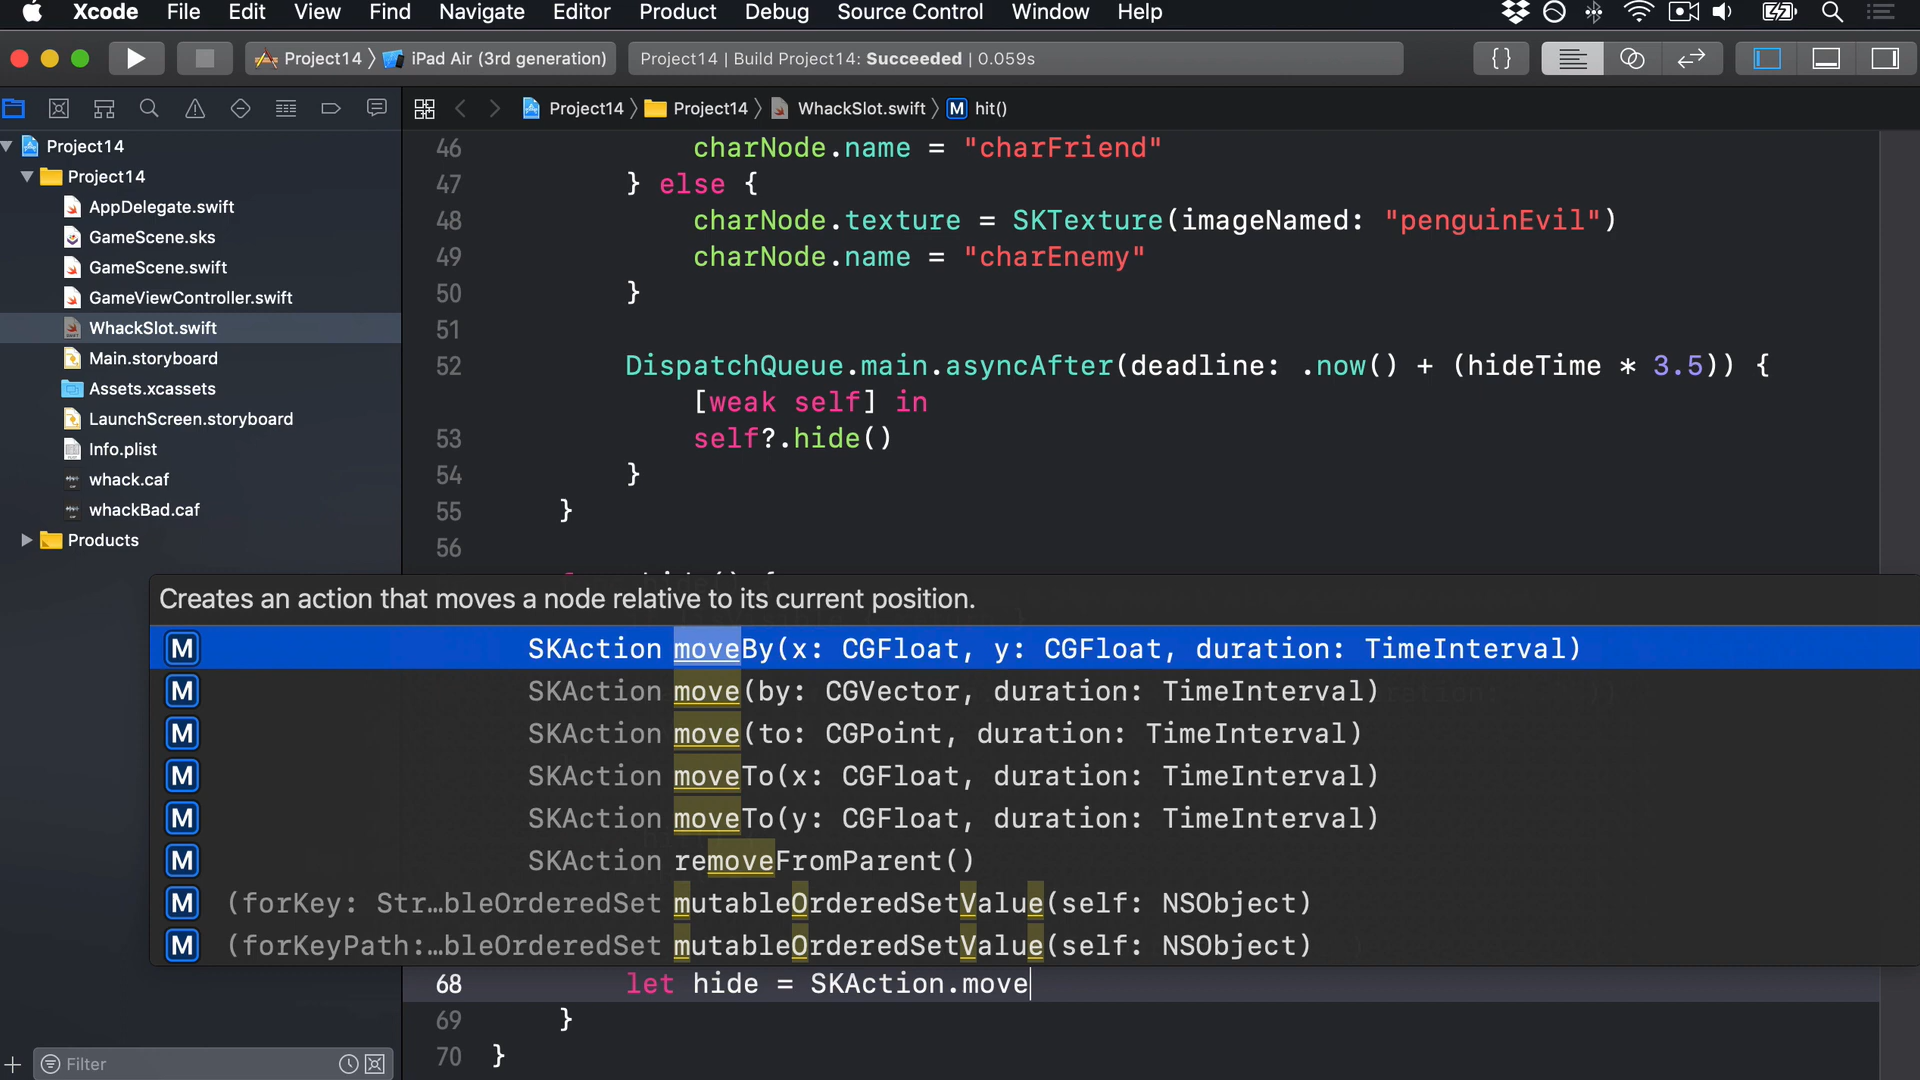 Xcode File Edit View Find Navigate Editor Product Debug Source Control Window Help
Project14 iPad Air (3rd generation) Project14 | Build Project14: Succeeded | 0.059s
Project14 Project14 WhackSlot.swift M hit()
Project14
Project14
AppDelegate.swift
GameScene.sks
GameScene.swift
GameViewController.swift
WhackSlot.swift
Main.storyboard
Assets.xcassets
LaunchScreen.storyboard
Info.plist
whack.caf
whackBad.caf
Products
46 charNode.name = "charFriend"
47 } else {
48 charNode.texture = SKTexture(imageNamed: "penguinEvil")
49 charNode.name = "charEnemy"
50 }
51
52 DispatchQueue.main.asyncAfter(deadline: .now() + (hideTime * 3.5)) {
[weak self] in
53 self?.hide()
54 }
55 }
56
Creates an action that moves a node relative to its current position.
M SKAction moveBy(x: CGFloat, y: CGFloat, duration: TimeInterval)
M SKAction move(by: CGVector, duration: TimeInterval)
M SKAction move(to: CGPoint, duration: TimeInterval)
M SKAction moveTo(x: CGFloat, duration: TimeInterval)
M SKAction moveTo(y: CGFloat, duration: TimeInterval)
M SKAction removeFromParent()
M (forKey: Str…bleOrderedSet mutableOrderedSetValue(self: NSObject)
M (forKeyPath:…bleOrderedSet mutableOrderedSetValue(self: NSObject)
68 let hide = SKAction.move
69 }
70 }
Filter